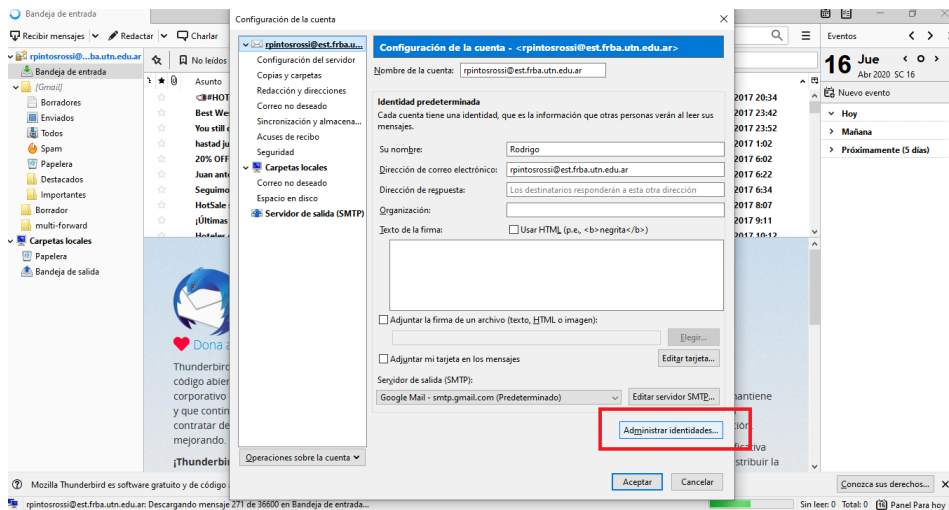 Bandeja de entrada
Recibir mensajes
Redactar
Charlar
rpintosrossi@...ba.utn.edu.ar
Bandeja de entrada
[Gmail]
Borradores
Enviados
Todos
Spam
Papelera
Destacados
Importantes
Borrador
multi-forward
Carpetas locales
Papelera
Bandeja de salida
No leídos
Asunto
#HOT
Best We
You still
hastad ju
20% OFF
Juan ant
Seguimo
HotSale
¡Últimas
Hoteles
2017 20:34
2017 23:42
2017 23:52
2017 1:02
2017 6:02
2017 6:22
2017 6:34
2017 8:07
2017 9:11
2017 10:12
Dona a
Thunderbird
código abier
corporativo
y que contin
contratar de
mejorando.
¡Thunderbi
mantiene
ción.
ficativa
stribuir la
Configuración de la cuenta
rpintosrossi@est.frba.u...
Configuración del servidor
Copias y carpetas
Redacción y direcciones
Correo no deseado
Sincronización y almacena...
Acuses de recibo
Seguridad
Carpetas locales
Correo no deseado
Espacio en disco
Servidor de salida (SMTP)
Operaciones sobre la cuenta
Configuración de la cuenta - <rpintosrossi@est.frba.utn.edu.ar>
Nombre de la cuenta: rpintosrossi@est.frba.utn.edu.ar
Identidad predeterminada
Cada cuenta tiene una identidad, que es la información que otras personas verán al leer sus
mensajes.
Su nombre: Rodrigo
Dirección de correo electrónico: rpintosrossi@est.frba.utn.edu.ar
Dirección de respuesta: Los destinatarios responderán a esta otra dirección
Organización:
Texto de la firma: Usar HTML (p.e., <b>negrita</b>)
Adjuntar la firma de un archivo (texto, HTML o imagen):
Elegir...
Adjuntar mi tarjeta en los mensajes Editar tarjeta...
Servidor de salida (SMTP):
Google Mail - smtp.gmail.com (Predeterminado) Editar servidor SMTP...
Administrar identidades...
Aceptar Cancelar
Eventos
16 Jue
Abr 2020 SC 16
Nuevo evento
Hoy
Mañana
Próximamente (5 días)
Mozilla Thunderbird es software gratuito y de código
Conozca sus derechos...
rpintosrossi@est.frba.utn.edu.ar: Descargando mensaje 271 de 36600 en Bandeja de entrada...
Sin leer: 0 Total: 0 Panel Para hoy